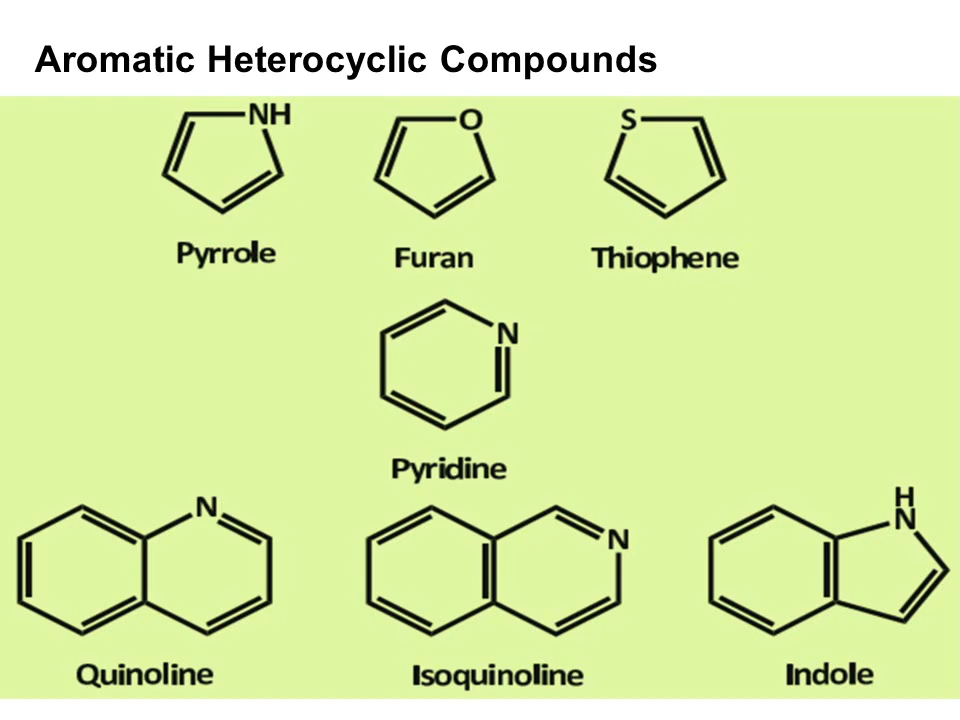 Aromatic Heterocyclic Compounds
NH
O
S
Pyrrole
Furan
Thiophene
N
Pyridine
N
N
H
N
Quinoline
Isoquinoline
Indole